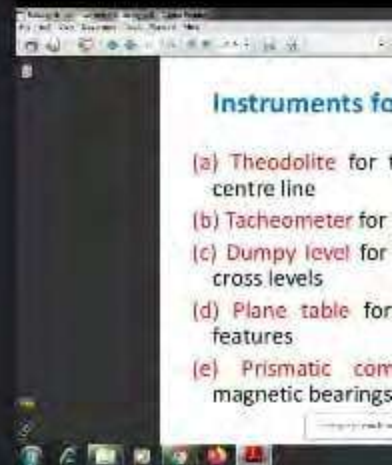 Instruments fo
(a) Theodolite for t
centre line
(b) Tacheometer for
(c) Dumpy level for
cross levels
(d) Plane table for
features
(e) Prismatic com
magnetic bearings